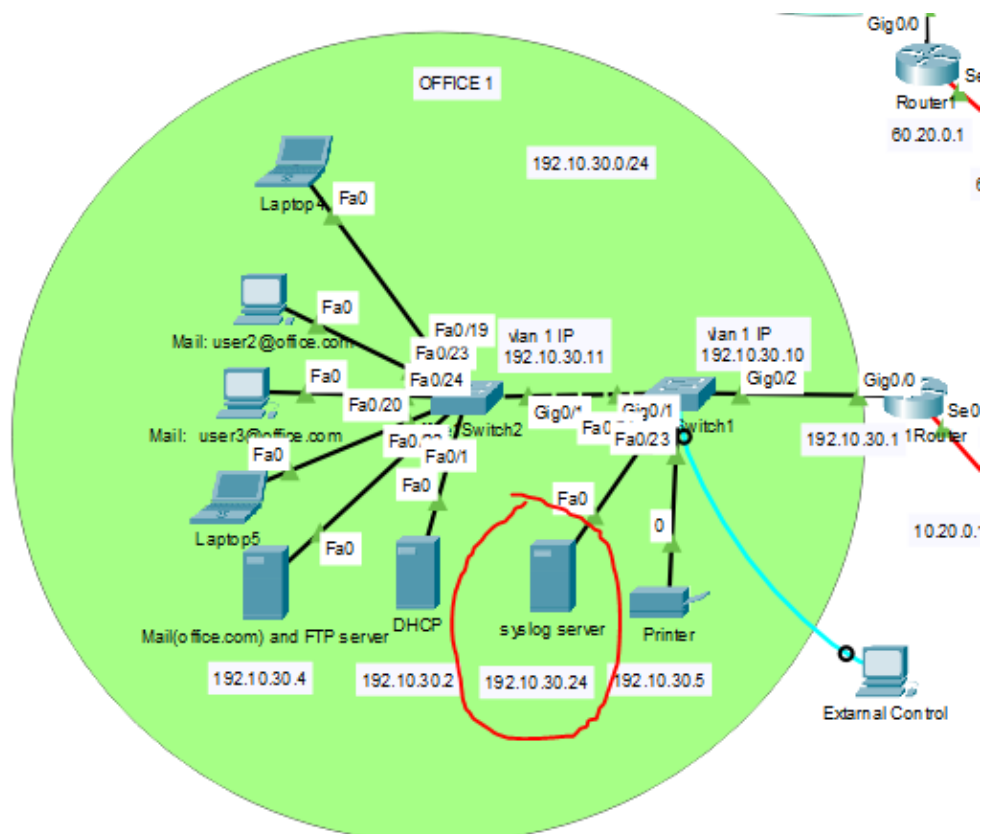 Gig0/0
OFFICE 1
Se
Router1
192.10.30.0/24
60.20.0.1
Fa0
Laptop4
Fa0
Fa0/19
vlan 1 IP
192.10.30.11
vlan 1 IP
192.10.30.10
Mail: user2@office.com
Fa0/23
Fa0
Fa0/24
Gig0/2
Gig0/0
Fa0/20
Gig0/1
Gig0/1
Switch2
Mail: user3@office.com
Fa0/23
192.10.30.1
1Router
Se0
Fa0
Fa0/1
Fa0
Fa0
0
Laptop5
Fa0
10.20.0.1
DHCP
syslog server
Printer
Mail(office.com) and FTP server
192.10.30.4
192.10.30.2
192.10.30.24
192.10.30.5
Extarnal Control